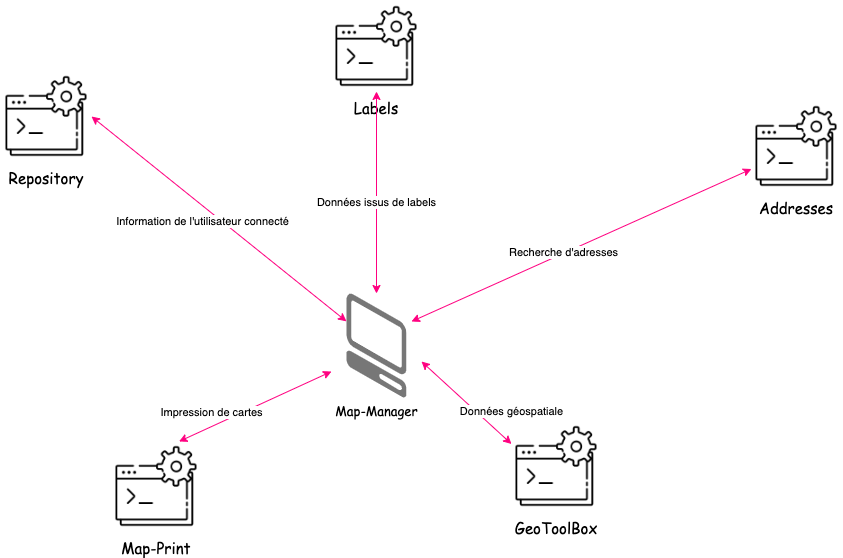 Labels
Repository
Addresses
Données issus de labels
Information de l'utilisateur connecté
Recherche d'adresses
Map-Manager
Impression de cartes
Données géospatiale
GeoToolBox
Map-Print